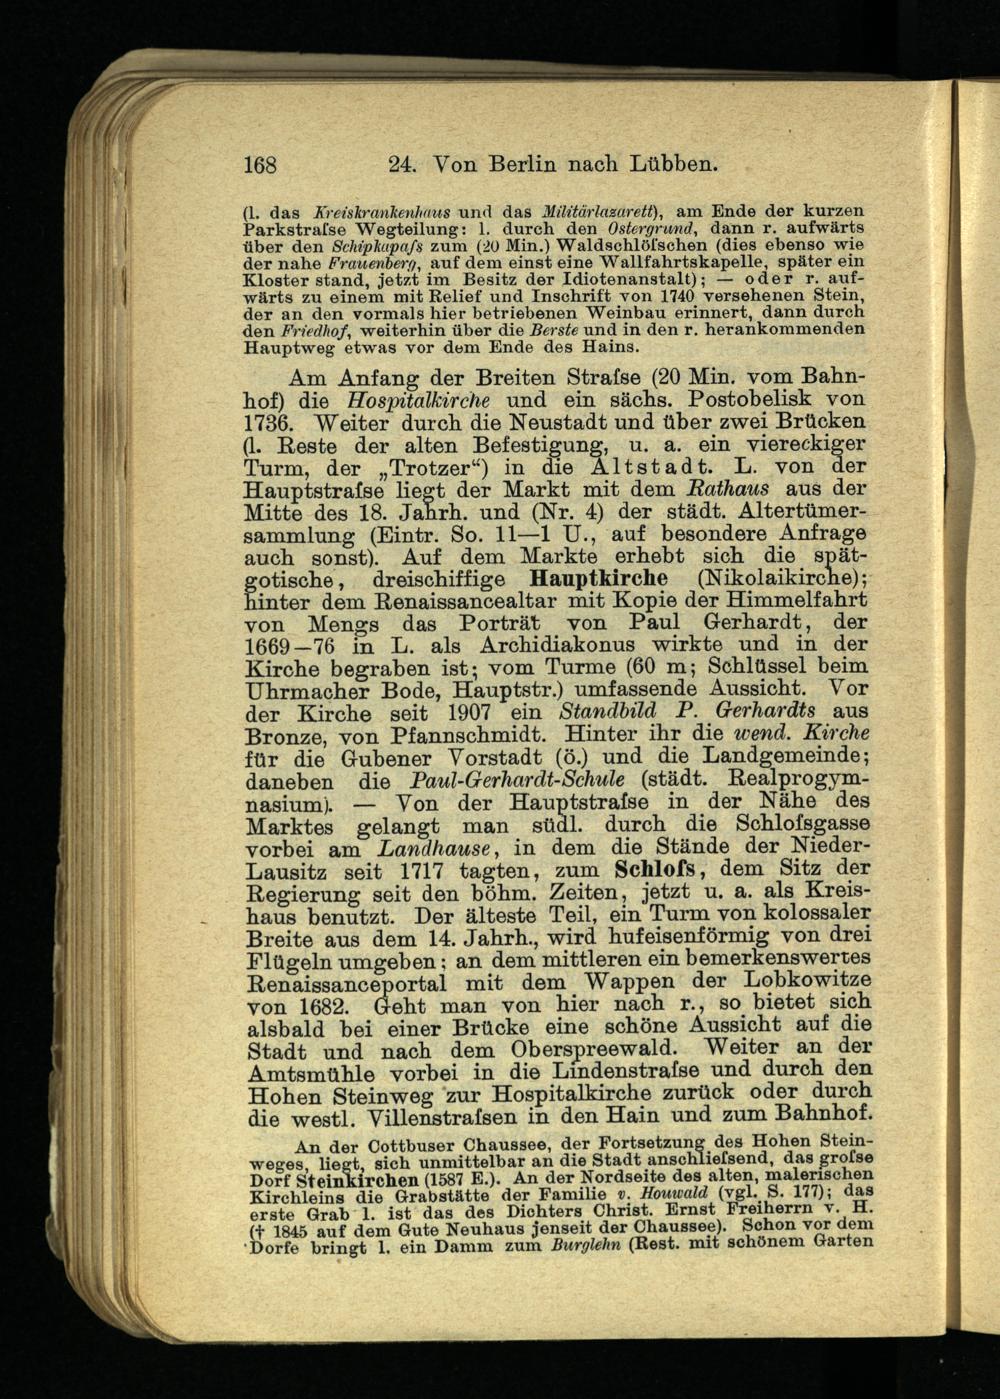 168 24. Von Berlin nach Lübben.
(l. das Kreiskrankenhaus und das Militärlazarett), am Ende der kurzen
Parkstraſse Wegteilung: l. durch den Ostergrund, dann r. aufwärts
über den Schipkapaſs zum (20 Min.) Waldschlöſschen (dies ebenso wie
der nahe Frauenberg, auf dem einst eine Wallfahrtskapelle, später ein
Kloster stand, jetzt im Besitz der Idiotenanstalt); — oder r. auf-
wärts zu einem mit Relief und Inschrift von 1740 versehenen Stein,
der an den vormals hier betriebenen Weinbau erinnert, dann durch
den Friedhof, weiterhin über die Berste und in den r. herankommenden
Hauptweg etwas vor dem Ende des Hains.
Am Anfang der Breiten Straſse (20 Min. vom Bahn-
hof) die Hospitalkirche und ein sächs. Postobelisk von
1736. Weiter durch die Neustadt und über zwei Brücken
(l. Reste der alten Befestigung, u. a. ein viereckiger
Turm, der „Trotzer“) in die Altstadt. L. von der
Hauptstraſse liegt der Markt mit dem Rathaus aus der
Mitte des 18. Jahrh. und (Nr. 4) der städt. Altertümer-
sammlung (Eintr. So. 11—1 U., auf besondere Anfrage
auch sonst). Auf dem Markte erhebt sich die spät-
gotische, dreischiffige Hauptkirche (Nikolaikirche);
hinter dem Renaissancealtar mit Kopie der Himmelfahrt
von Mengs das Porträt von Paul Gerhardt, der
1669—76 in L. als Archidiakonus wirkte und in der
Kirche begraben ist; vom Turme (60 m; Schlüssel beim
Uhrmacher Bode, Hauptstr.) umfassende Aussicht. Vor
der Kirche seit 1907 ein Standbild P. Gerhardts aus
Bronze, von Pfannschmidt. Hinter ihr die wend. Kirche
für die Gubener Vorstadt (ö.) und die Landgemeinde;
daneben die Paul-Gerhardt-Schule (städt. Realprogym-
nasium). — Von der Hauptstraſse in der Nähe des
Marktes gelangt man südl. durch die Schloſsgasse
vorbei am Landhause, in dem die Stände der Nieder-
Lausitz seit 1717 tagten, zum Schloſs, dem Sitz der
Regierung seit den böhm. Zeiten, jetzt u. a. als Kreis-
haus benutzt. Der älteste Teil, ein Turm von kolossaler
Breite aus dem 14. Jahrh., wird hufeisenförmig von drei
Flügeln umgeben; an dem mittleren ein bemerkenswertes
Renaissanceportal mit dem Wappen der Lobkowitze
von 1682. Geht man von hier nach r., so bietet sich
alsbald bei einer Brücke eine schöne Aussicht auf die
Stadt und nach dem Oberspreewald. Weiter an der
Amtsmühle vorbei in die Lindenstraſse und durch den
Hohen Steinweg zur Hospitalkirche zurück oder durch
die westl. Villenstraſsen in den Hain und zum Bahnhof.
An der Cottbuser Chaussee, der Fortsetzung des Hohen Stein-
weges, liegt, sich unmittelbar an die Stadt anschlieſsend, das groſse
Dorf Steinkirchen (1587 E.). An der Nordseite des alten, malerischen
Kirchleins die Grabstätte der Familie v. Houwald (vgl. S. 177); das
erste Grab l. ist das des Dichters Christ. Ernst Freiherrn v. H.
(† 1845 auf dem Gute Neuhaus jenseit der Chaussee). Schon vor dem
Dorfe bringt l. ein Damm zum Burglehn (Rest. mit schönem Garten